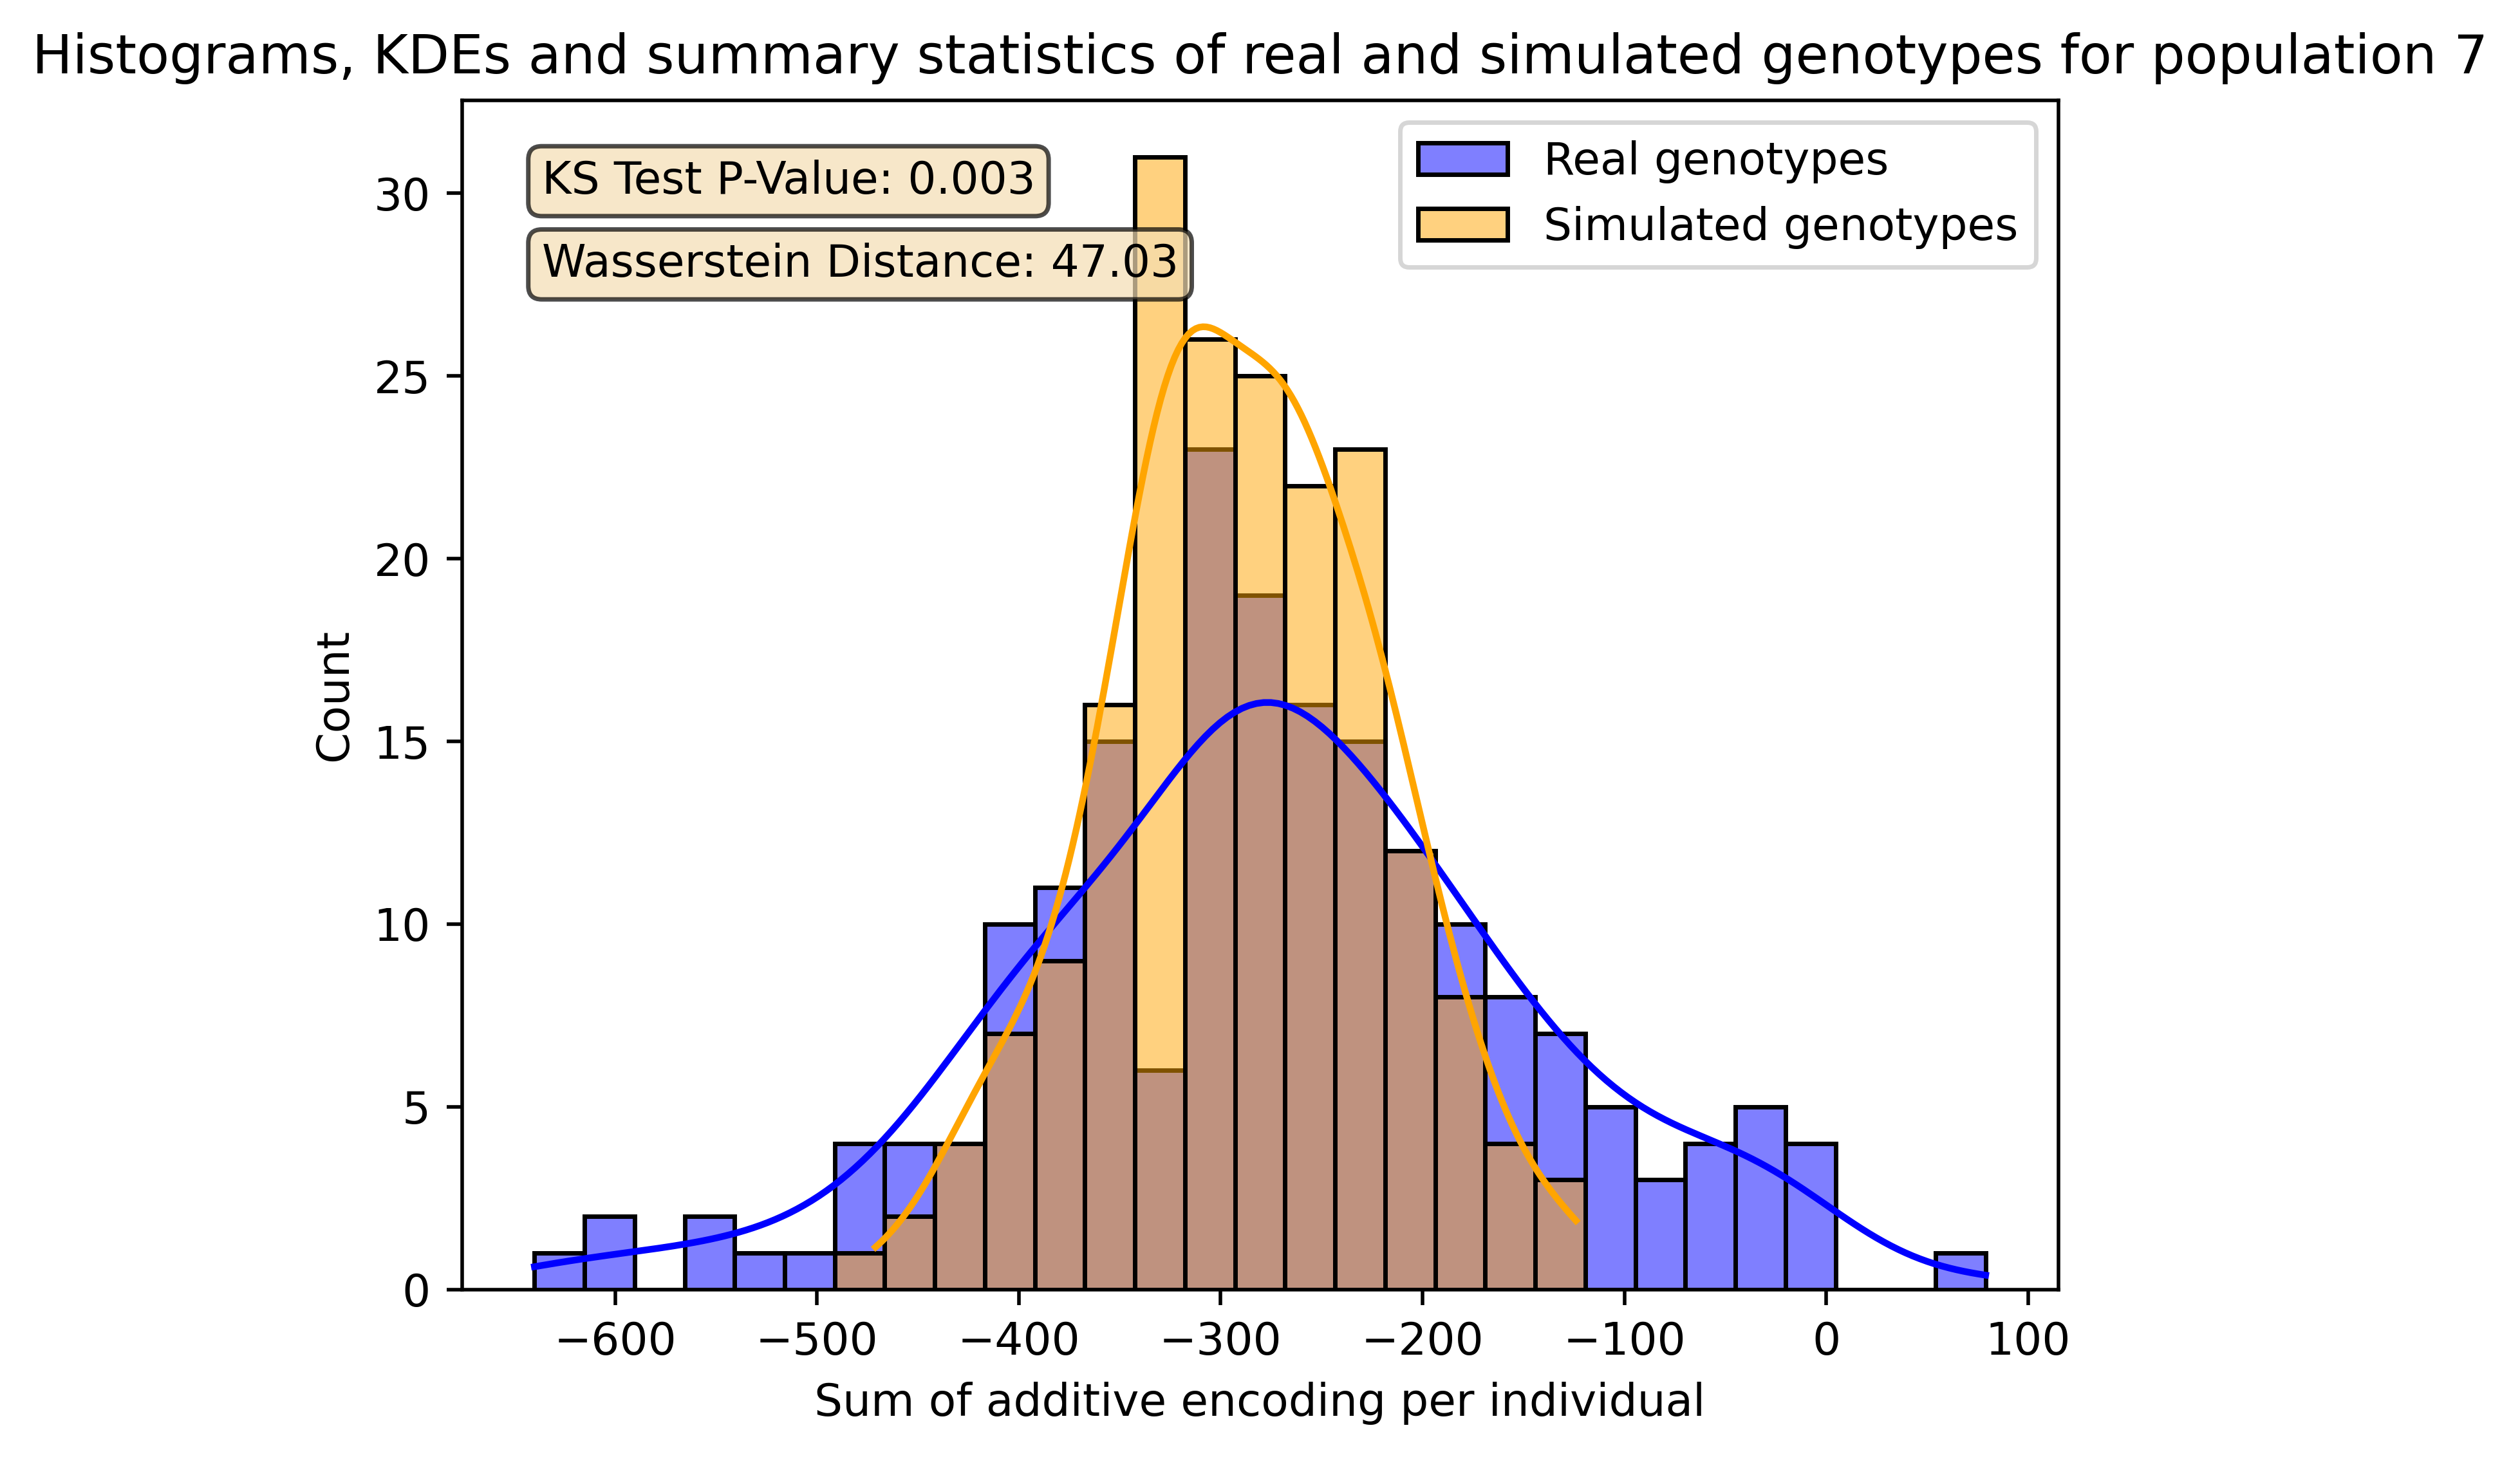 Histograms, KDEs and summary statistics of real and simulated genotypes for population 7
KS Test P-Value: 0.003
Wasserstein Distance: 47.03
Real genotypes
Simulated genotypes
30
25
20
15
10
5
0
Count
−600
−500
−400
−300
−200
−100
0
100
Sum of additive encoding per individual